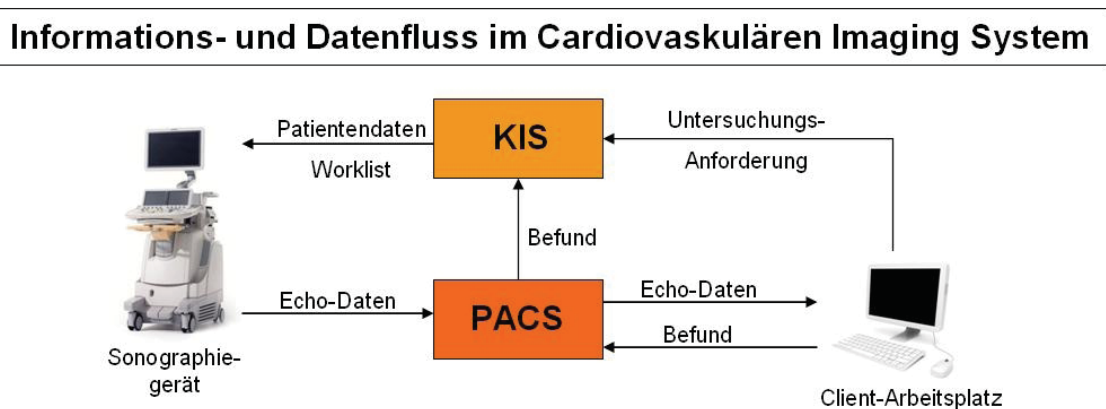 Informations- und Datenfluss im Cardiovaskulären Imaging System
Patientendaten
Worklist
KIS
Untersuchungs-
Anforderung
Befund
Echo-Daten
PACS
Echo-Daten
Befund
Sonographie-
gerät
Client-Arbeitsplatz